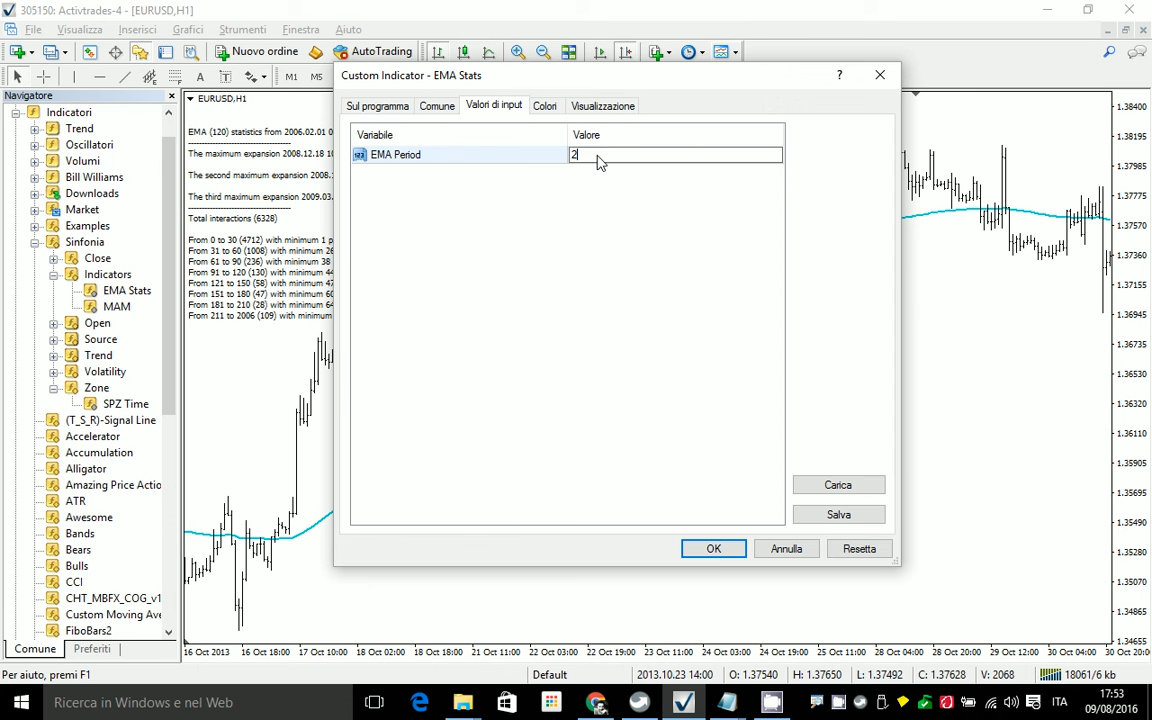 305150: Activtrades-4 - [EURUSD,H1]
File Visualizza Inserisci Grafici Strumenti Finestra Aiuto
Nuovo ordine AutoTrading
A T M1 M5
Navigatore
Indicatori
Trend
Oscillatori
Volumi
Bill Williams
Downloads
Market
Examples
Sinfonia
Close
Indicators
EMA Stats
MAM
Open
Source
Trend
Volatility
Zone
SPZ Time
(T_S_R)-Signal Line
Accelerator
Accumulation
Alligator
Amazing Price Actio
ATR
Awesome
Bands
Bears
Bulls
CCI
CHT_MBFX_COG_v1
Custom Moving Ave
FiboBars2
Comune Preferiti
EURUSD,H1
EMA (120) statistics from 2006.02.01 0
The maximum expansion 2008.12.18 1
The second maximum expansion 2008.
The third maximum expansion 2009.03.
Total interactions (6328)
From 0 to 30 (4712) with minimum 1 p
From 31 to 60 (1008) with minimum 26
From 61 to 90 (236) with minimum 38
From 91 to 120 (130) with minimum 44
From 121 to 150 (58) with minimum 47
From 151 to 180 (47) with minimum 60
From 181 to 210 (28) with minimum 64
From 211 to 2006 (109) with minimum
Custom Indicator - EMA Stats
?
Sul programma Comune Valori di input Colori Visualizzazione
Variabile Valore
EMA Period 2
Carica
Salva
OK Annulla Resetta
1.38400
1.38195
1.37985
1.37775
1.37570
1.37360
1.37155
1.36945
1.36735
1.36530
1.36320
1.36110
1.35905
1.35695
1.35490
1.35280
1.35070
1.34865
1.34655
16 Oct 2013 16 Oct 18:00 17 Oct 10:00 18 Oct 02:00 18 Oct 18:00 21 Oct 11:00 22 Oct 03:00 22 Oct 19:00 23 Oct 11:00 24 Oct 03:00 24 Oct 19:00 25 Oct 11:00 28 Oct 04:00 28 Oct 20:00 29 Oct 12:00 30 Oct 04:00 30 Oct 20:0
Per aiuto, premi F1 Default 2013.10.23 14:00 O: 1.37540 H: 1.37650 L: 1.37492 C: 1.37628 V: 2068 18061/6 kb
Ricerca in Windows e nel Web
ITA
17:53
09/08/2016